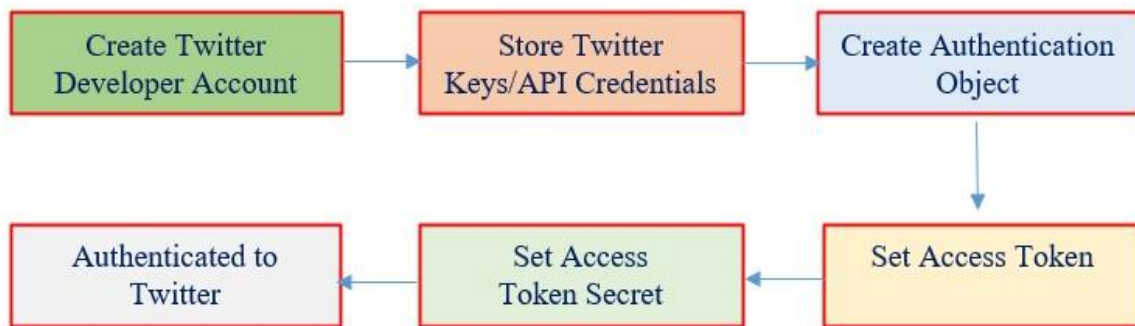 Create Twitter
Developer Account
Store Twitter
Keys/API Credentials
Create Authentication
Object
Set Access Token
Set Access
Token Secret
Authenticated to
Twitter